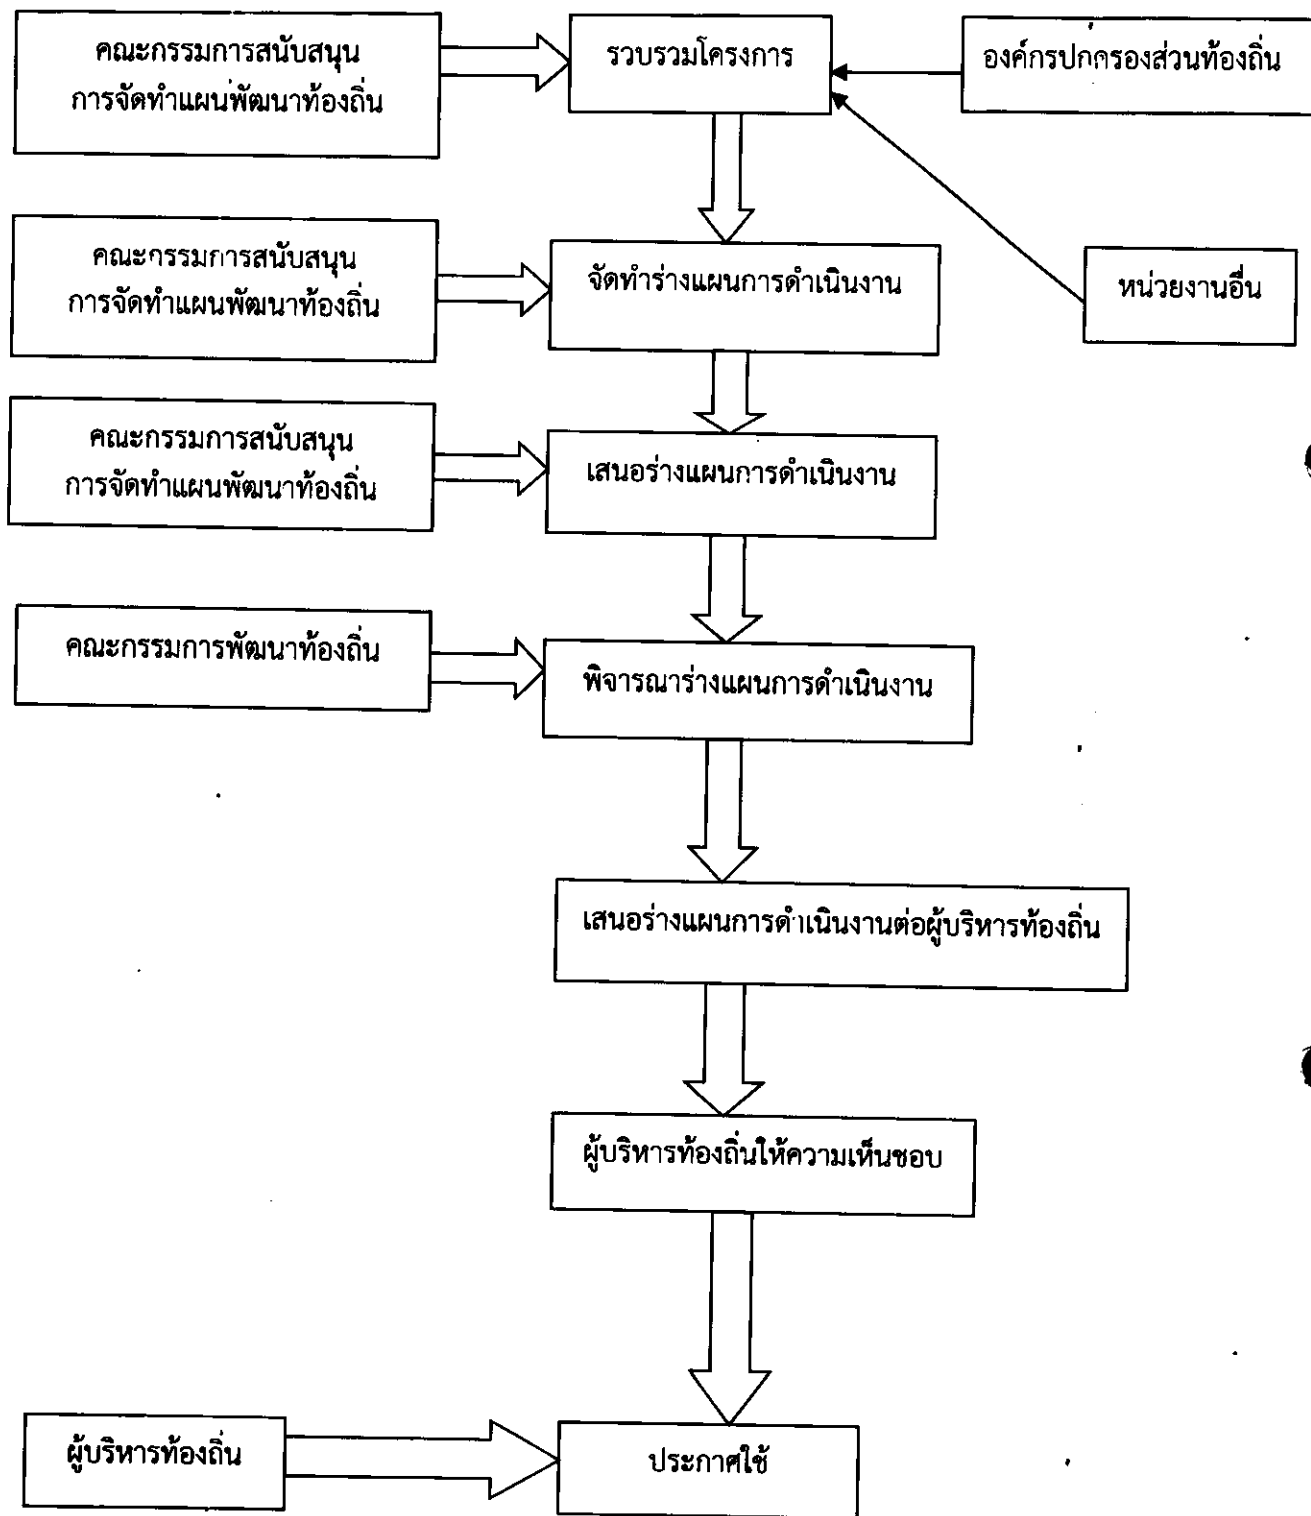 คณะกรรมการสนับสนุน
การจัดทำแผนพัฒนาท้องถิ่น
รวบรวมโครงการ
องค์กรปกครองส่วนท้องถิ่น
คณะกรรมการสนับสนุน
การจัดทำแผนพัฒนาท้องถิ่น
จัดทำร่างแผนการดำเนินงาน
หน่วยงานอื่น
คณะกรรมการสนับสนุน
การจัดทำแผนพัฒนาท้องถิ่น
เสนอร่างแผนการดำเนินงาน
คณะกรรมการพัฒนาท้องถิ่น
พิจารณาร่างแผนการดำเนินงาน
เสนอร่างแผนการดำเนินงานต่อผู้บริหารท้องถิ่น
ผู้บริหารท้องถิ่นให้ความเห็นชอบ
ผู้บริหารท้องถิ่น
ประกาศใช้